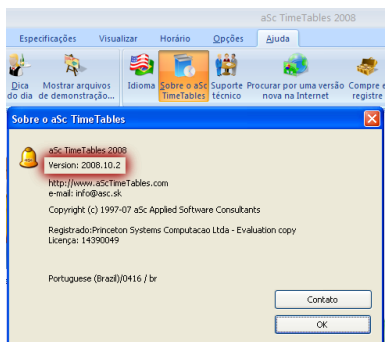 aSc TimeTables 2008
Especificações Visualizar Horário Opções Ajuda
Dica do dia
Mostrar arquivos de demonstração...
Idioma
Sobre o aSc TimeTables
Suporte técnico
Procurar por uma versão nova na Internet
Compre e registre
Sobre o aSc TimeTables
aSc TimeTables 2008
Version: 2008.10.2
http://www.aScTimeTables.com
e-mail: info@asc.sk
Copyright (c) 1997-07 aSc Applied Software Consultants
Registrado:Princeton Systems Computacao Ltda - Evaluation copy
Licença: 14390049
Portuguese (Brazil)/0416 / br
Contato
OK